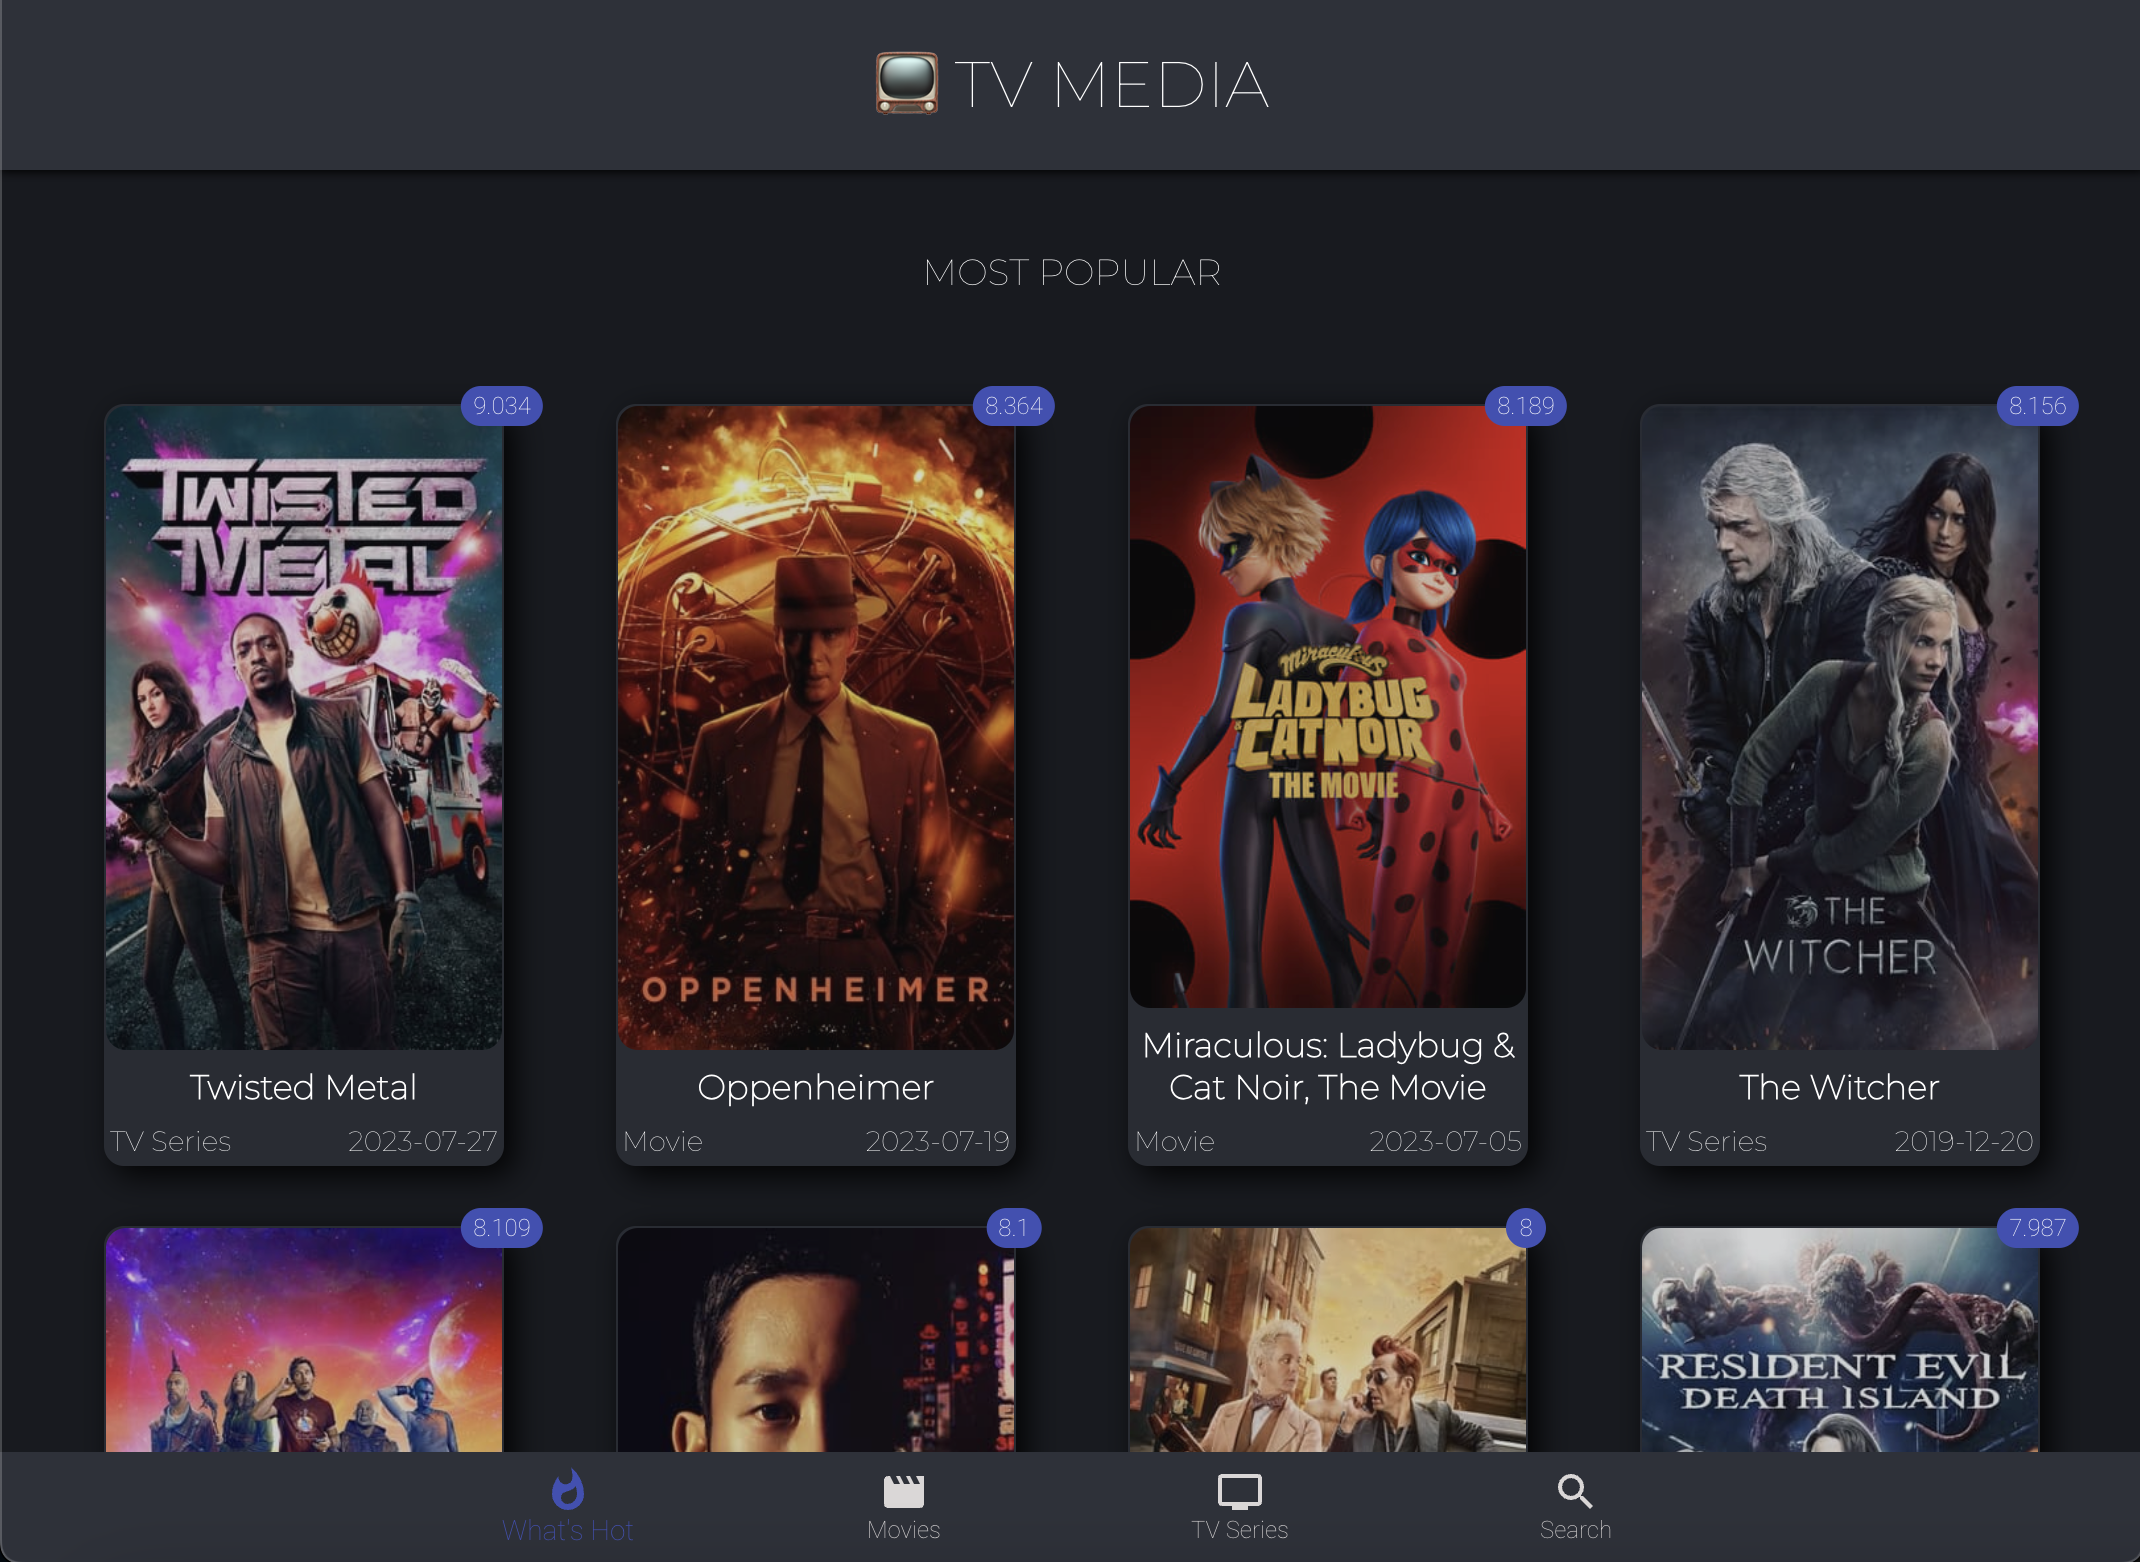 TV MEDIA
MOST POPULAR
9.034
8.364
8.189
8.156
TWISTED
METAL
OPPENHEIMER
Miraculous
LADYBUG
& CATNOIR
THE MOVIE
THE
WITCHER
Twisted Metal
TV Series 2023-07-27
Oppenheimer
Movie 2023-07-19
Miraculous: Ladybug &
Cat Noir, The Movie
Movie 2023-07-05
The Witcher
TV Series 2019-12-20
8.109
8.1
8
7.987
RESIDENT EVIL
DEATH ISLAND
What's Hot
Movies
TV Series
Search